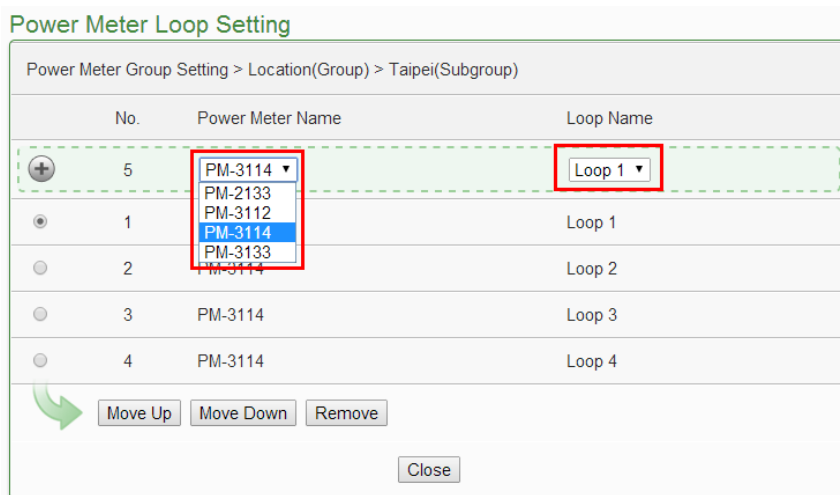 Power Meter Loop Setting
Power Meter Group Setting > Location(Group) > Taipei(Subgroup)
No. Power Meter Name Loop Name
5 PM-3114 Loop 1
PM-2133
PM-3112
PM-3114
PM-3133
1 Loop 1
2 PM-3114 Loop 2
3 PM-3114 Loop 3
4 PM-3114 Loop 4
Move Up Move Down Remove
Close